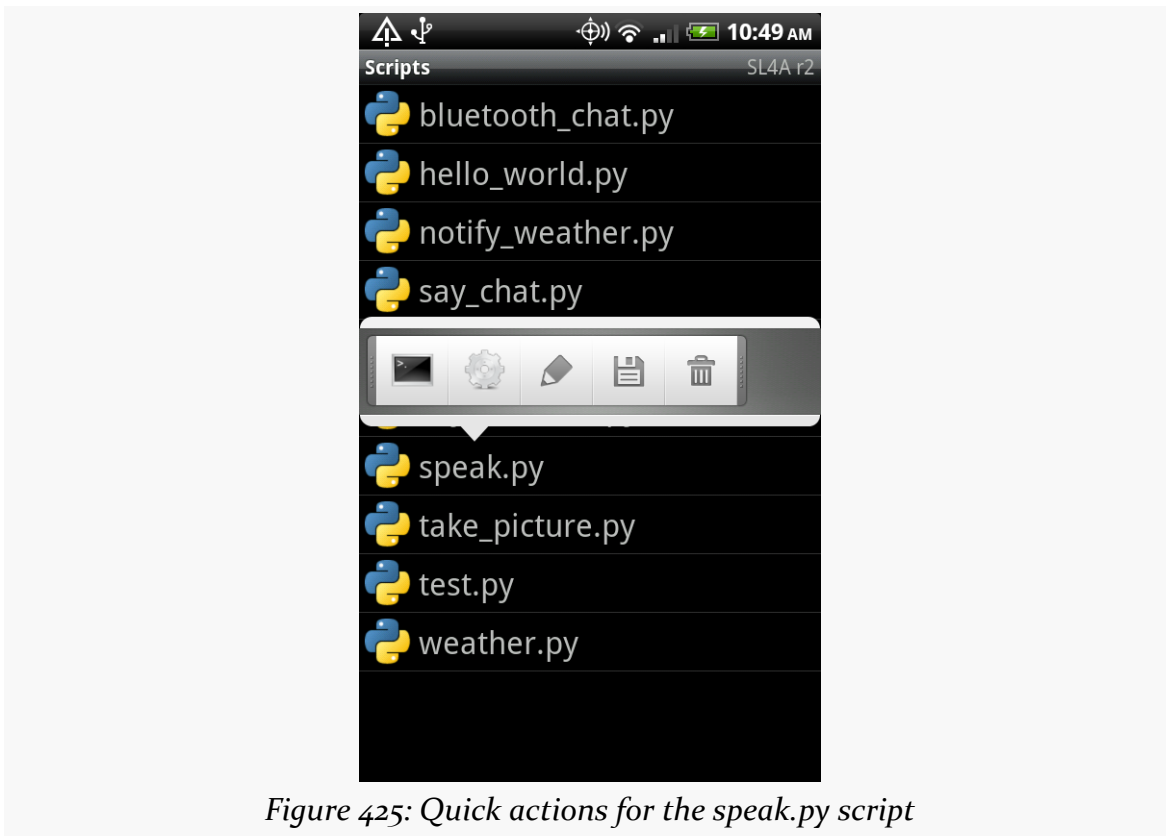 10:49 AM
Scripts SL4A r2
bluetooth_chat.py
hello_world.py
notify_weather.py
say_chat.py
speak.py
take_picture.py
test.py
weather.py
Figure 425: Quick actions for the speak.py script